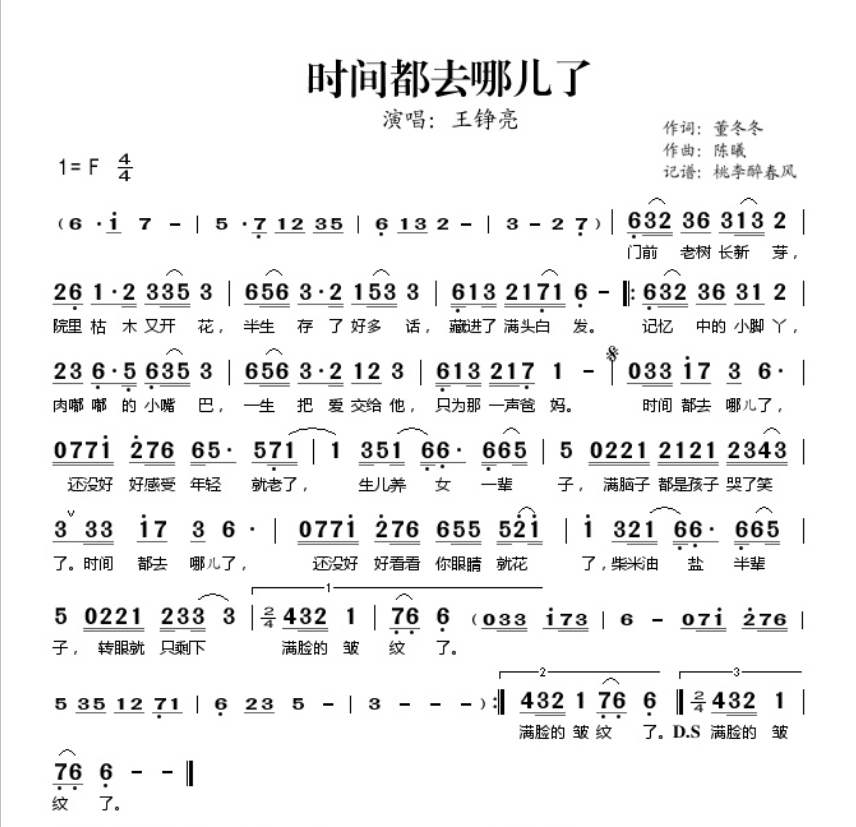 时间都去哪儿了
演唱：王铮亮
作词：董冬冬
作曲：陈曦
记谱：桃李醉春风
1= F 4/4
( 6 · i 7 - | 5 · 7 12 35 | 6 13 2 - | 3 - 2 7 ) | 632 36 313 2 |
门前 老树 长新 芽，
26 1·2 335 3 | 656 3·2 153 3 | 613 2171 6 - ‖: 632 36 31 2 |
院里 枯 木 又开 花， 半生 存 了 好多 话， 藏进了 满头白 发。 记忆 中的 小脚 丫，
23 6·5 635 3 | 656 3·2 12 3 | 613 217 1 - | 033 i7 3 6· |
肉嘟 嘟 的 小嘴 巴， 一生 把 爱 交给 他， 只为那 一声爸 妈。 时间 都去 哪儿了，
077i 276 65· 571 | 1 351 66· 665 | 5 0221 2121 2343 |
还没好 好感受 年轻 就老了， 生儿养 女 一辈 子， 满脑子 都是孩子 哭了笑
3 33 i7 3 6· | 077i 276 655 52i | i 321 66· 665 |
了。时间 都去 哪儿了， 还没好 好看看 你眼睛 就花 了，柴米油 盐 半辈
1
5 0221 233 3 | 2/4 432 1 | 76 6 ( 033 i73 | 6 - 07i 276 |
子， 转眼就 只剩下 满脸的 皱 纹 了。
2 3
5 35 12 71 | 6 23 5 - | 3 - - - ) :‖ 432 1 76 6 ‖ 2/4 432 1 |
满脸的 皱 纹 了。D.S 满脸的 皱
76 6 - - ‖
纹 了。